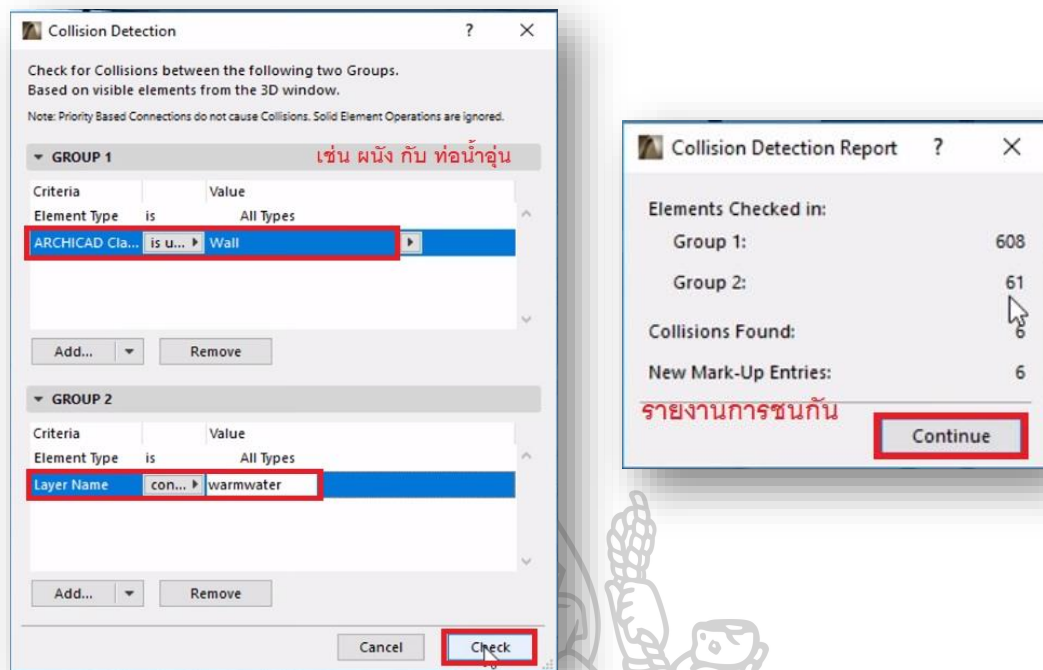 Collision Detection ? ×
Check for Collisions between the following two Groups.
Based on visible elements from the 3D window.
Note: Priority Based Connections do not cause Collisions. Solid Element Operations are ignored.
GROUP 1 เช่น ผนัง กับ ท่อน้ำอุ่น
Criteria Value
Element Type is All Types
ARCHICAD Cla... is u... Wall
Add... Remove
GROUP 2
Criteria Value
Element Type is All Types
Layer Name con... warmwater
Add... Remove
Cancel Check
Collision Detection Report ? ×
Elements Checked in:
Group 1: 608
Group 2: 61
Collisions Found: 6
New Mark-Up Entries: 6
รายงานการชนกัน
Continue